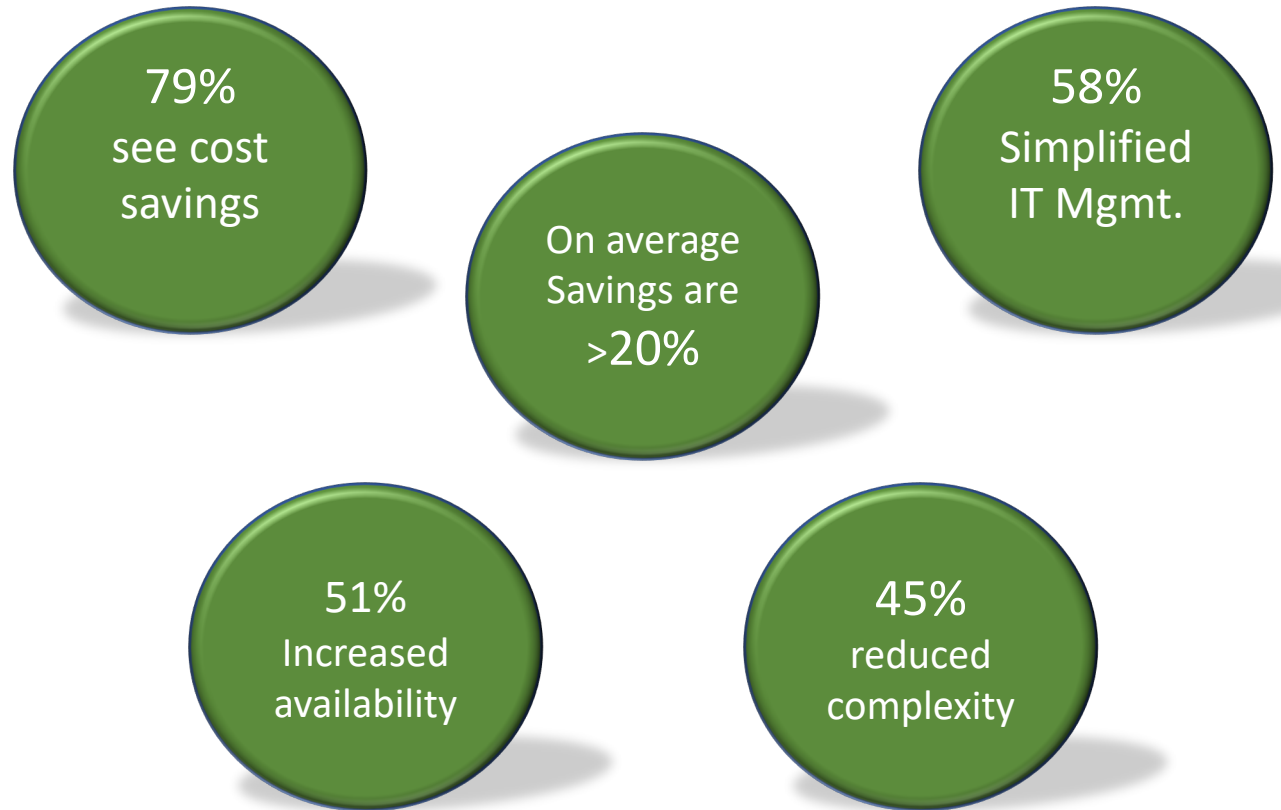 79%
see cost
savings
58%
Simplified
IT Mgmt.
On average
Savings are
>20%
51%
Increased
availability
45%
reduced
complexity